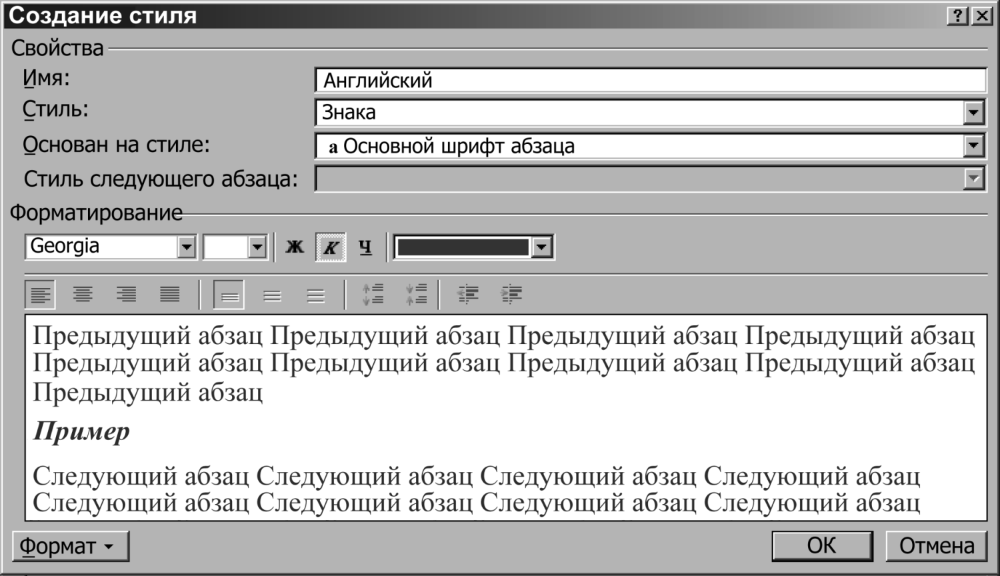 Создание стиля
? ×
Свойства
Имя:
Английский
Стиль:
Знака
Основан на стиле:
a Основной шрифт абзаца
Стиль следующего абзаца:
Форматирование
Georgia
Ж К Ч
Предыдущий абзац Предыдущий абзац Предыдущий абзац Предыдущий абзац
Предыдущий абзац Предыдущий абзац Предыдущий абзац Предыдущий абзац
Предыдущий абзац
Пример
Следующий абзац Следующий абзац Следующий абзац Следующий абзац
Следующий абзац Следующий абзац Следующий абзац Следующий абзац
Формат
ОК
Отмена